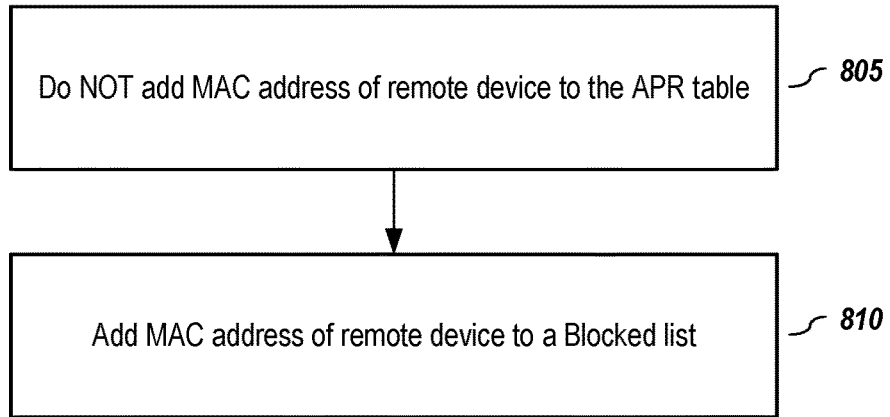 Do NOT add MAC address of remote device to the APR table
805
Add MAC address of remote device to a Blocked list
810